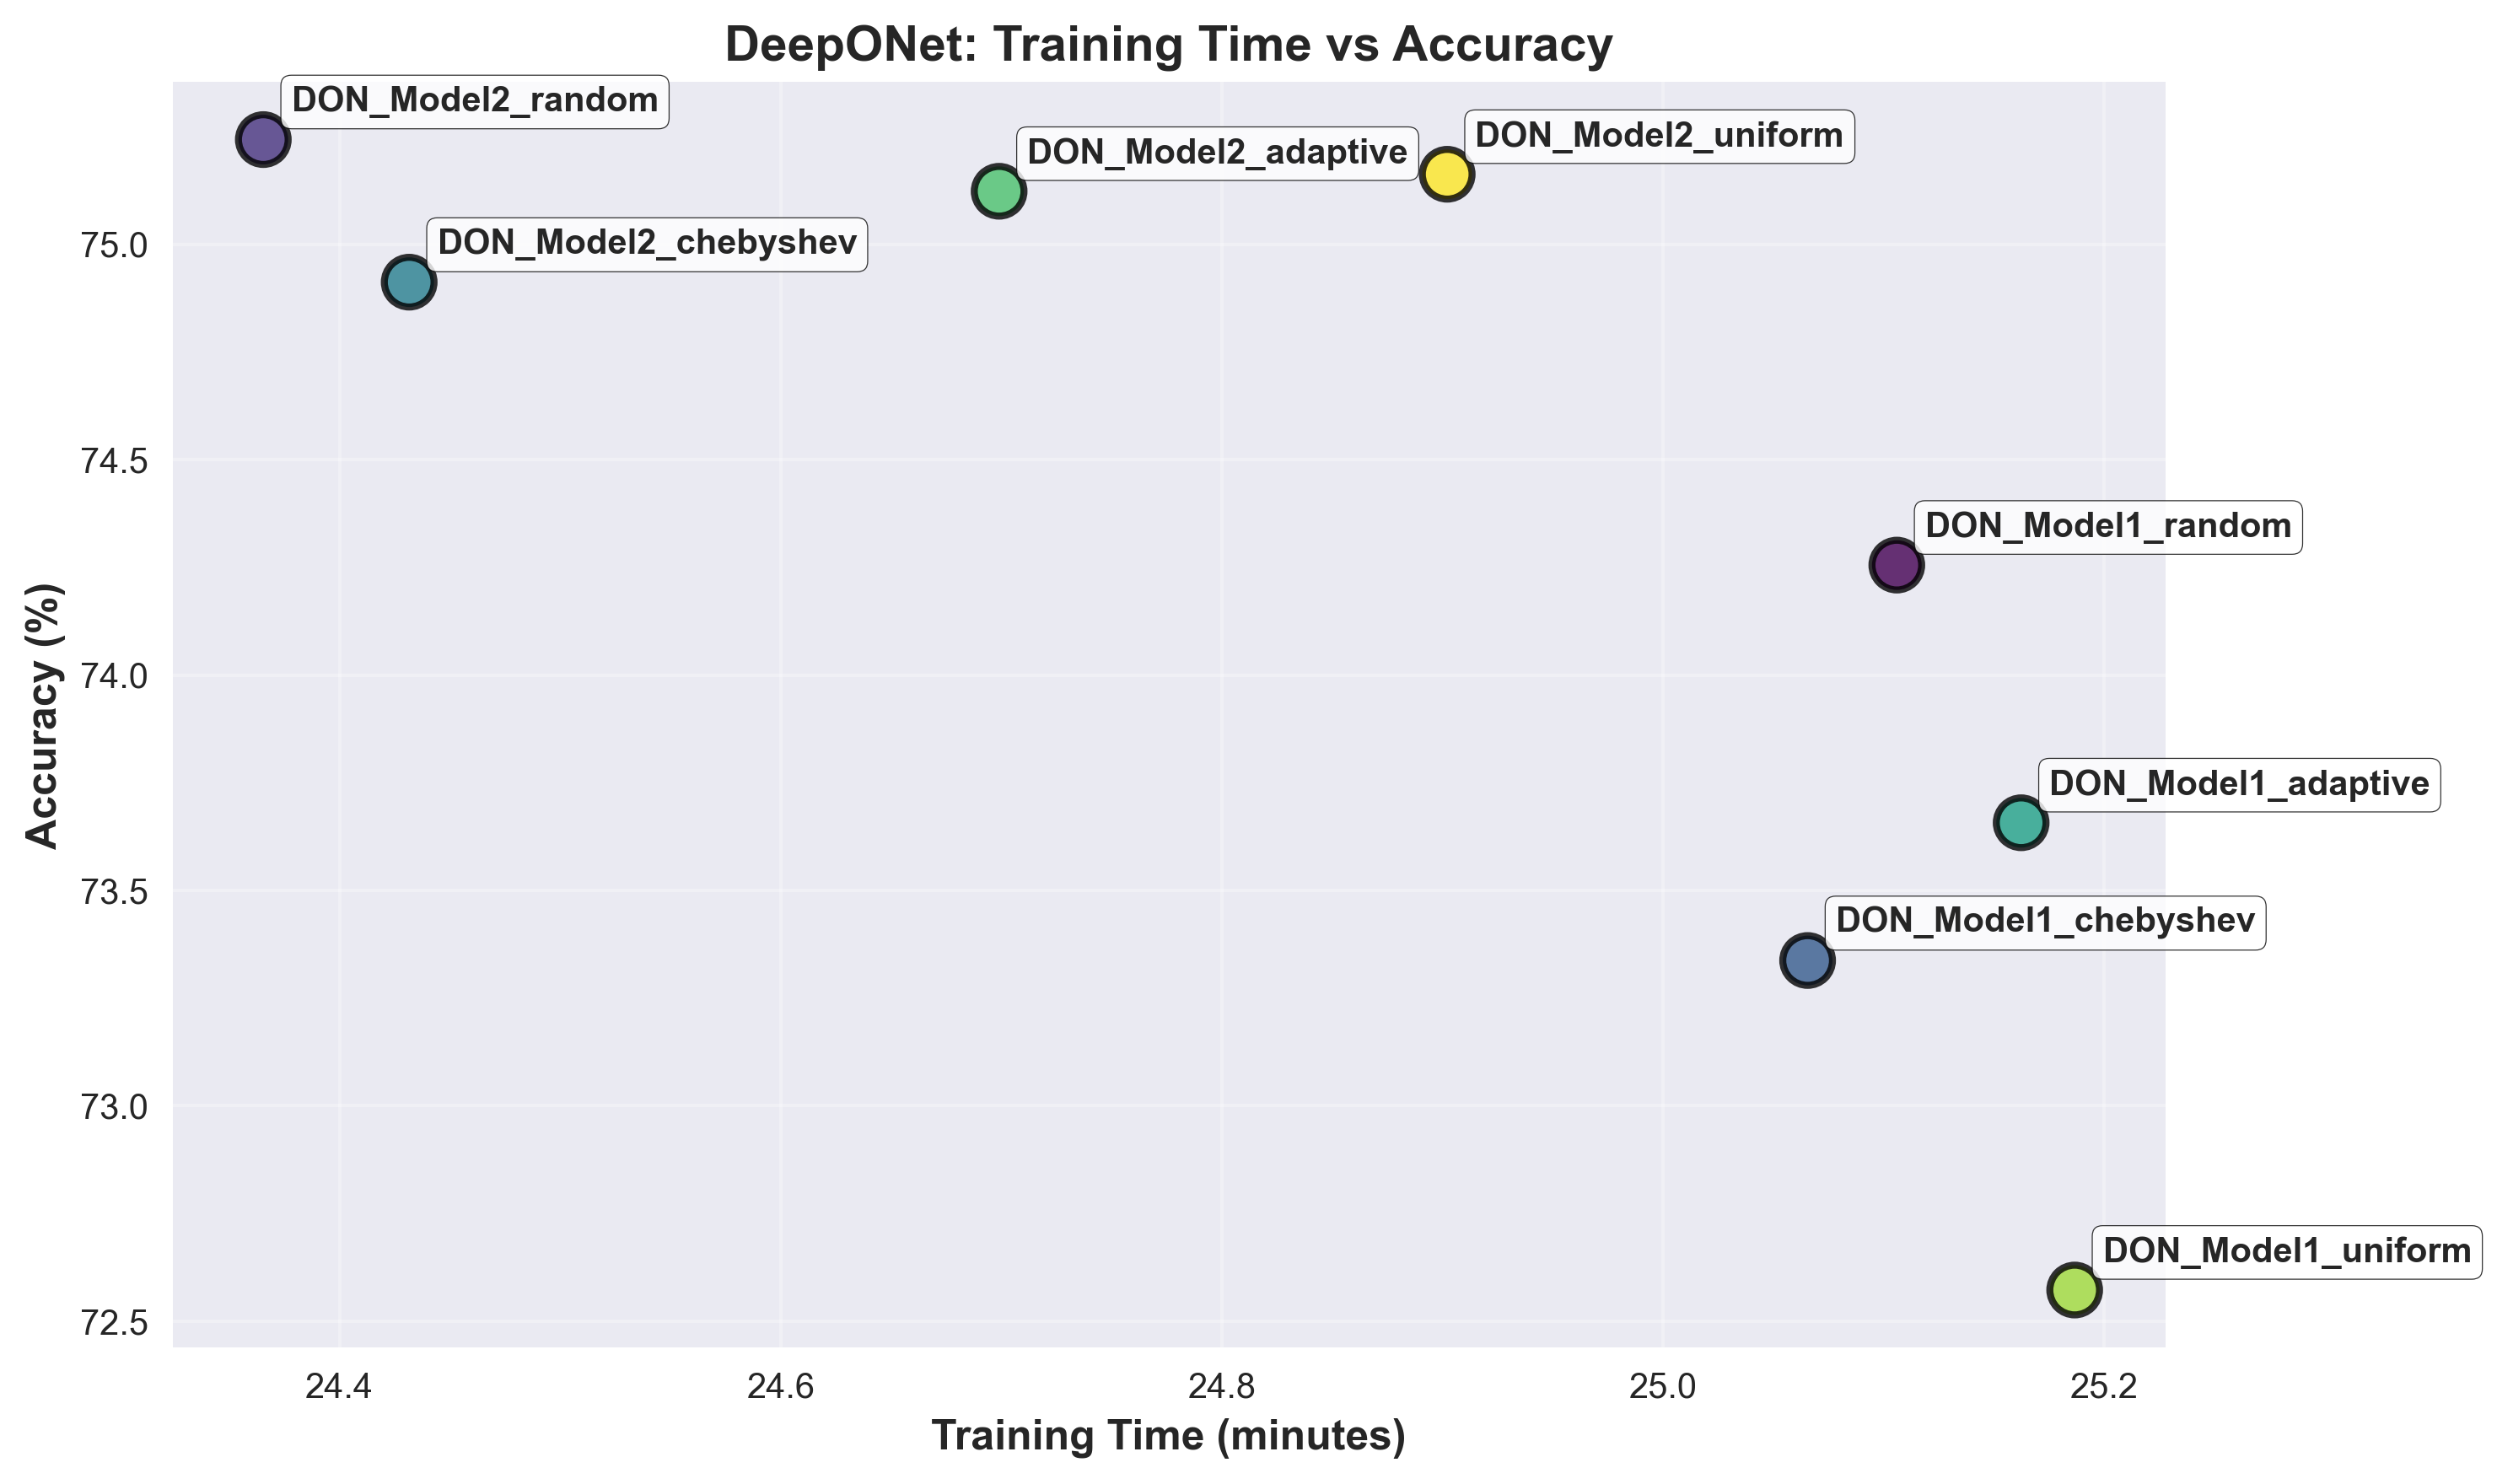 DeepONet: Training Time vs Accuracy
DON_Model2_random
DON_Model2_uniform
DON_Model2_adaptive
DON_Model2_chebyshev
DON_Model1_random
DON_Model1_adaptive
DON_Model1_chebyshev
DON_Model1_uniform
Accuracy (%)
75.0
74.5
74.0
73.5
73.0
72.5
24.4 24.6 24.8 25.0 25.2
Training Time (minutes)